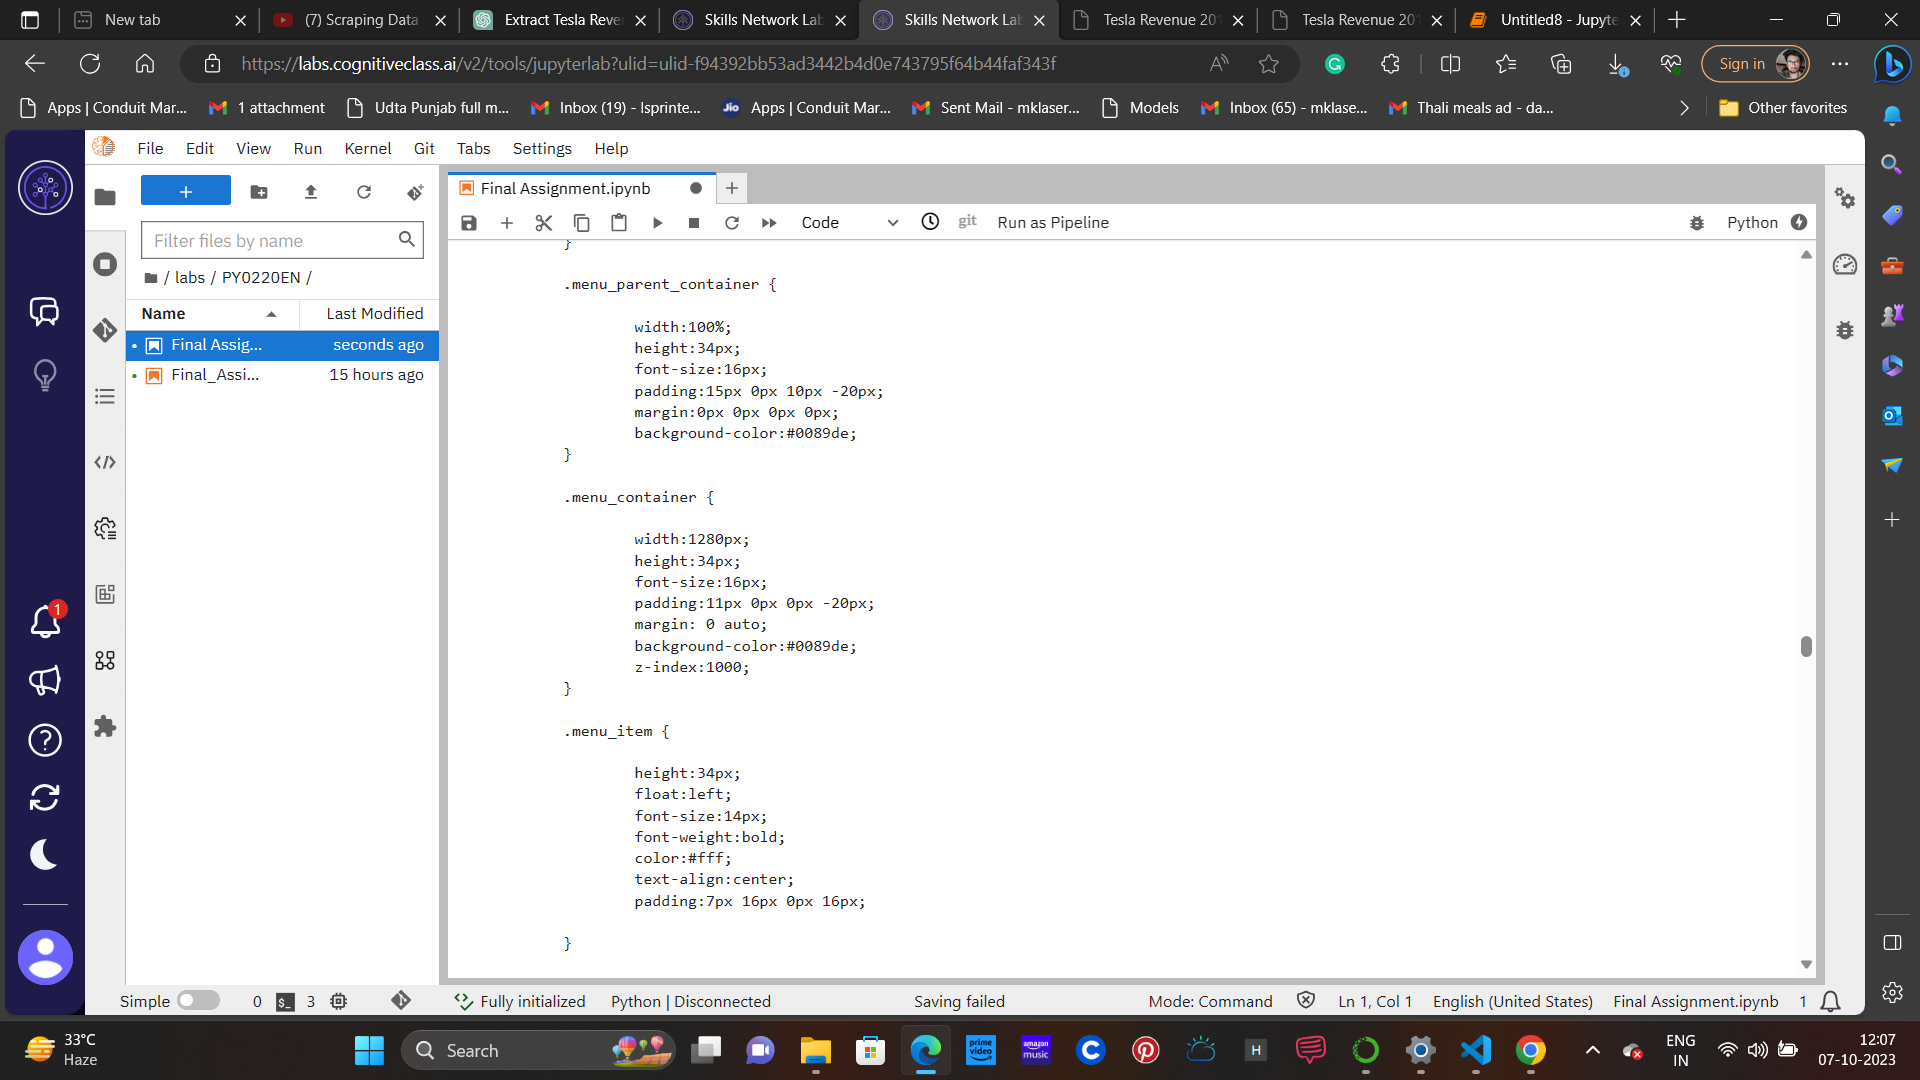 New tab
(7) Scraping Data
Extract Tesla Reve
Skills Network Lab
Skills Network Lab
Tesla Revenue 201
Tesla Revenue 201
Untitled8 - Jupyte
https://labs.cognitiveclass.ai/v2/tools/jupyterlab?ulid=ulid-f94392bb53ad3442b4d0e743795f64b44faf343f
Sign in
Apps | Conduit Mar...
1 attachment
Udta Punjab full m...
Inbox (19) - lsprinte...
Jio
Apps | Conduit Mar...
Sent Mail - mklaser...
Models
Inbox (65) - mklase...
Thali meals ad - da...
Other favorites
File
Edit
View
Run
Kernel
Git
Tabs
Settings
Help
Final Assignment.ipynb
Code
git
Run as Pipeline
Python
Filter files by name
/ labs / PY0220EN /
Name
Last Modified
Final Assig...
seconds ago
Final_Assi...
15 hours ago
}
.menu_parent_container {
width:100%;
height:34px;
font-size:16px;
padding:15px 0px 10px -20px;
margin:0px 0px 0px 0px;
background-color:#0089de;
}
.menu_container {
width:1280px;
height:34px;
font-size:16px;
padding:11px 0px 0px -20px;
margin: 0 auto;
background-color:#0089de;
z-index:1000;
}
.menu_item {
height:34px;
float:left;
font-size:14px;
font-weight:bold;
color:#fff;
text-align:center;
padding:7px 16px 0px 16px;
}
1
Simple
0
3
Fully initialized
Python | Disconnected
Saving failed
Mode: Command
Ln 1, Col 1
English (United States)
Final Assignment.ipynb
1
33°C
Haze
Search
prime video
amazon music
H
ENG
IN
12:07
07-10-2023